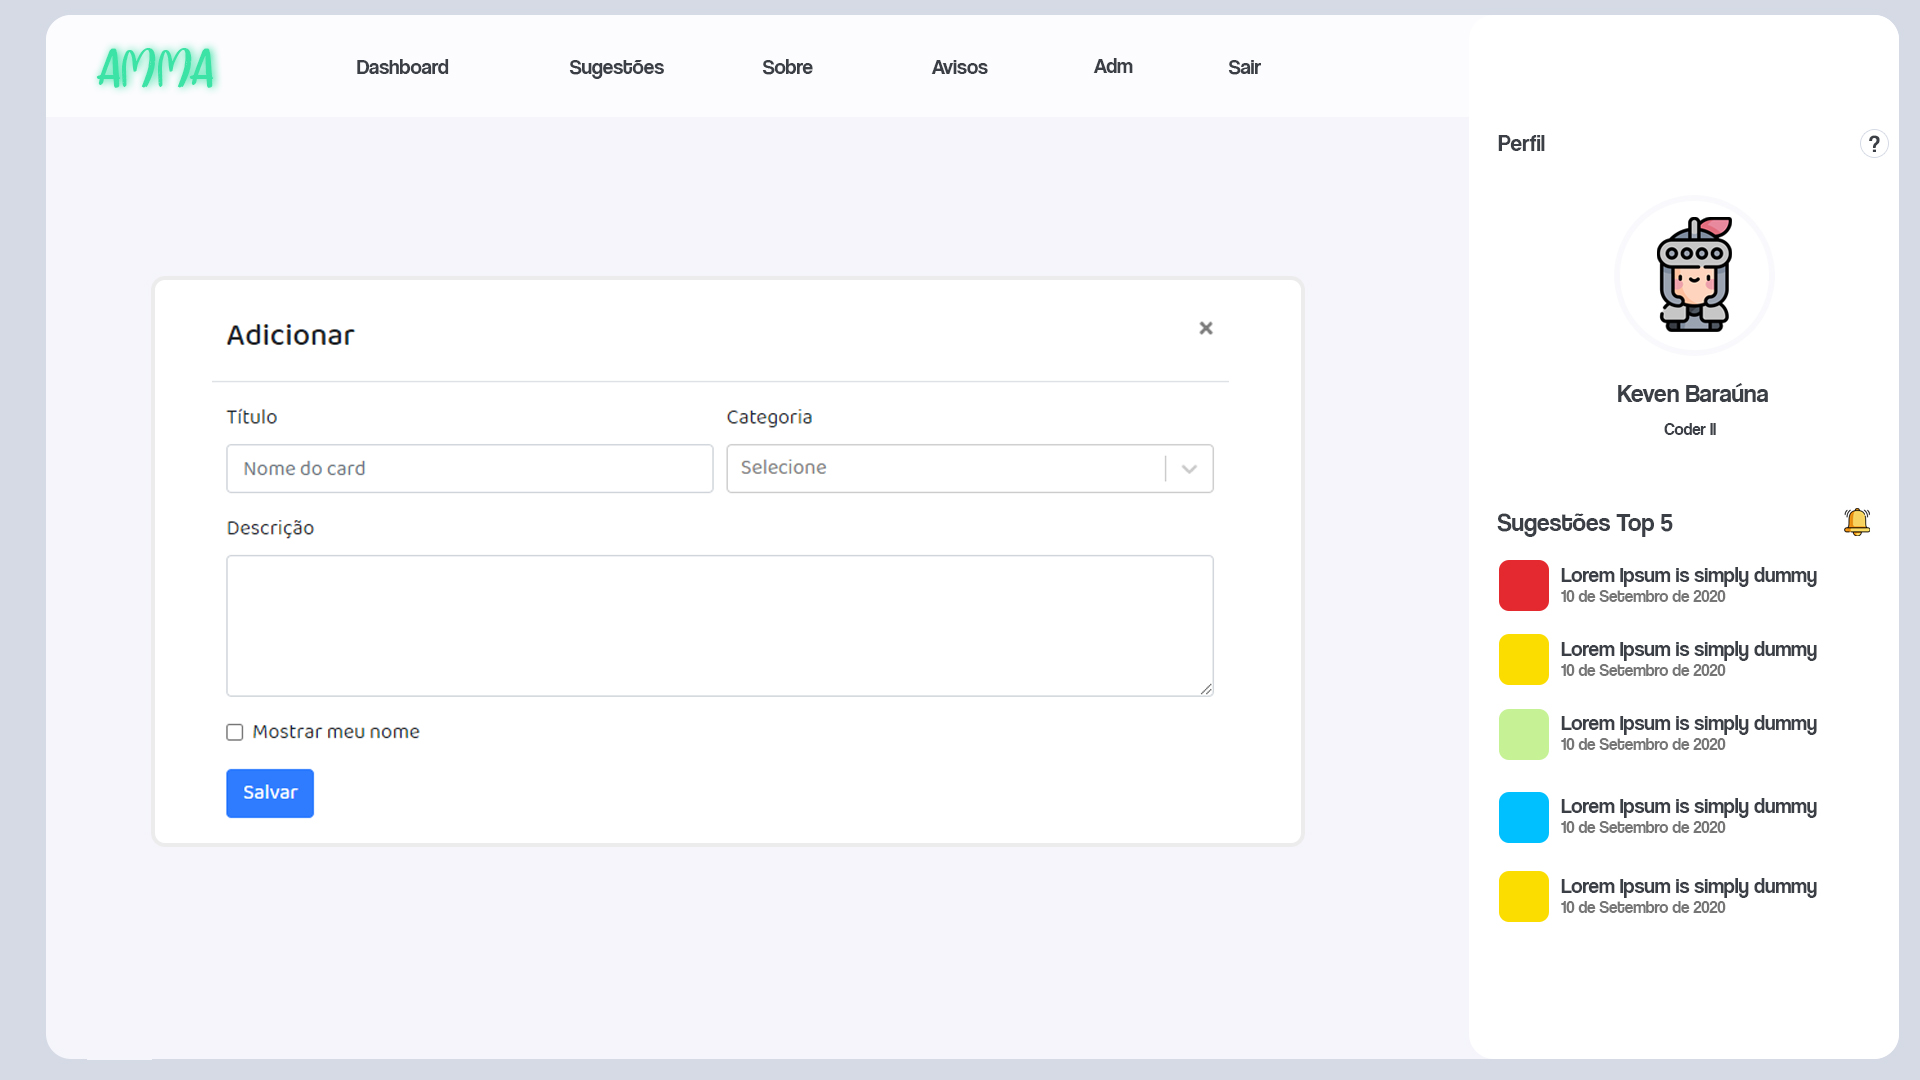 AMMA
Dashboard
Sugestões
Sobre
Avisos
Adm
Sair
Adicionar
×
Título
Categoria
Nome do card
Selecione
Descrição
Mostrar meu nome
Salvar
Perfil
?
Keven Baraúna
Coder II
Sugestões Top 5
Lorem Ipsum is simply dummy
10 de Setembro de 2020
Lorem Ipsum is simply dummy
10 de Setembro de 2020
Lorem Ipsum is simply dummy
10 de Setembro de 2020
Lorem Ipsum is simply dummy
10 de Setembro de 2020
Lorem Ipsum is simply dummy
10 de Setembro de 2020